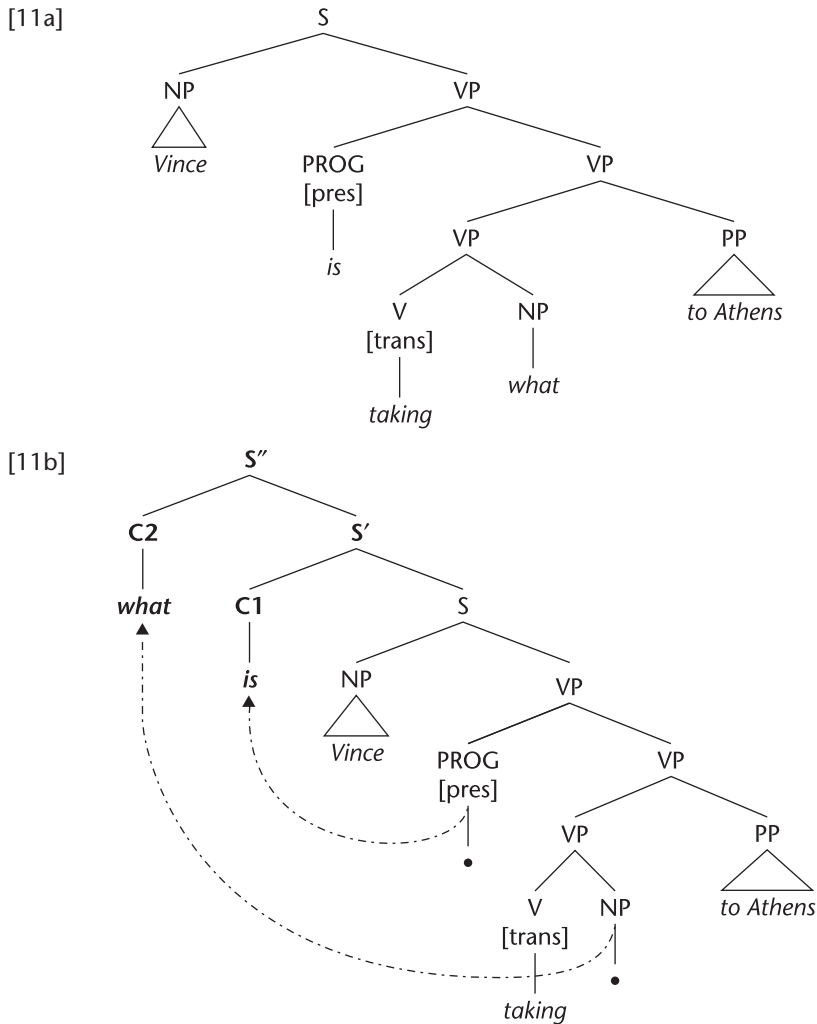 [11a]
S
NP VP
Vince PROG VP
[pres]
is VP PP
V NP to Athens
[trans]
what
taking
[11b]
S″
C2 S′
what C1 S
is NP VP
Vince
PROG VP
[pres]
VP PP
V NP to Athens
[trans]
taking